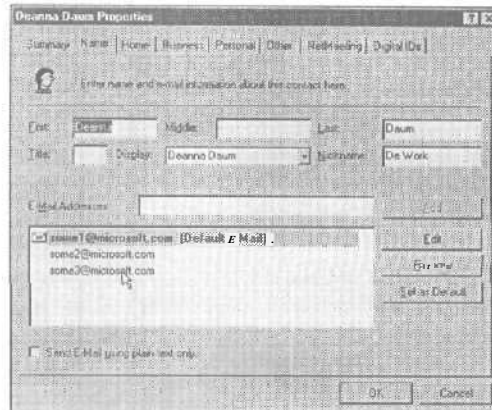 Deanna Daum Properties
Summary Name Home Business Personal Other NetMeeting Digital IDs
Enter name and e-mail information about this contact here.
First: Deanna Middle: Last: Daum
Title: Display: Deanna Daum Nickname: De Work
E-Mail Addresses: Add
some1@microsoft.com (Default E Mail) . Edit
some2@microsoft.com Remove
some3@microsoft.com
Set as Default
Send E-Mail using plain text only.
OK Cancel